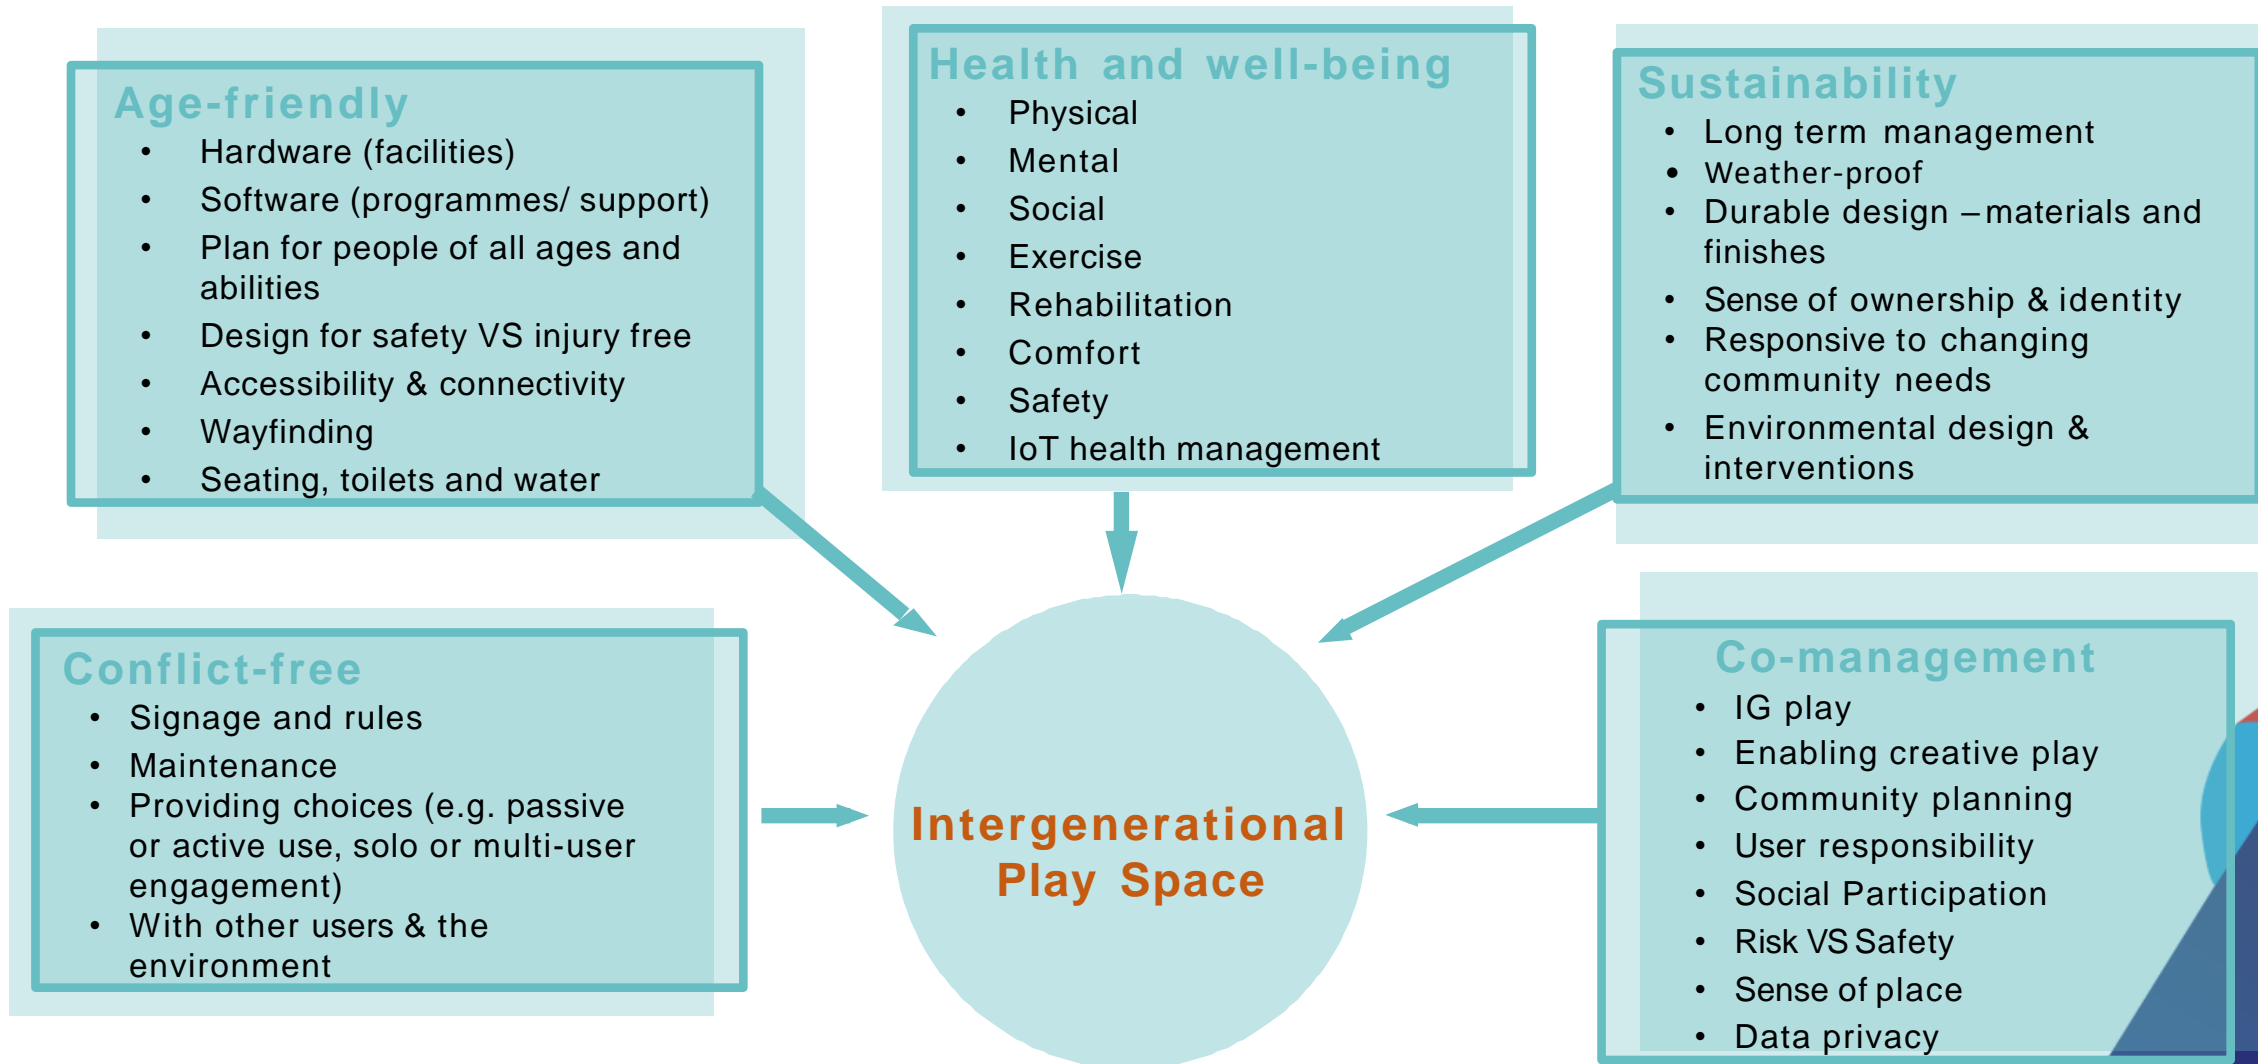 Age-friendly
• Hardware (facilities)
• Software (programmes/ support)
• Plan for people of all ages and
abilities
• Design for safety VS injury free
• Accessibility & connectivity
• Wayfinding
• Seating, toilets and water
Health and well-being
• Physical
• Mental
• Social
• Exercise
• Rehabilitation
• Comfort
• Safety
• IoT health management
Sustainability
• Long term management
• Weather-proof
• Durable design – materials and
finishes
• Sense of ownership & identity
• Responsive to changing
community needs
• Environmental design &
interventions
Conflict-free
• Signage and rules
• Maintenance
• Providing choices (e.g. passive
or active use, solo or multi-user
engagement)
• With other users & the
environment
Intergenerational
Play Space
Co-management
• IG play
• Enabling creative play
• Community planning
• User responsibility
• Social Participation
• Risk VS Safety
• Sense of place
• Data privacy